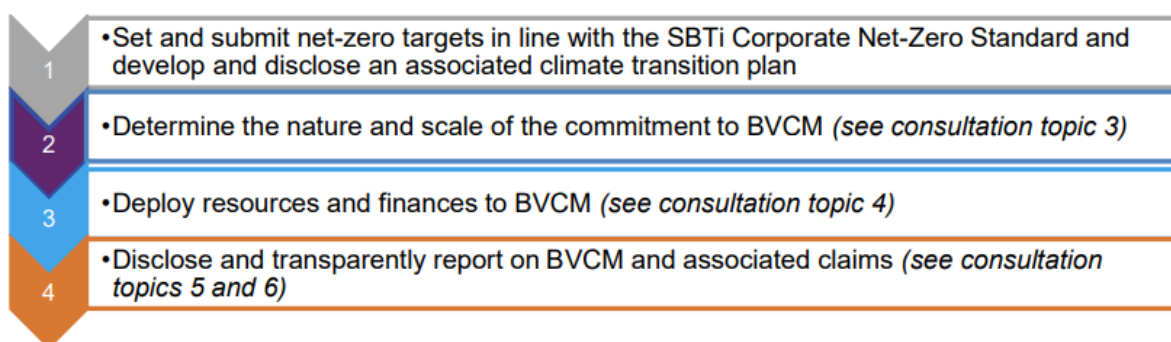 1
•Set and submit net-zero targets in line with the SBTi Corporate Net-Zero Standard and
develop and disclose an associated climate transition plan
2
•Determine the nature and scale of the commitment to BVCM (see consultation topic 3)
3
•Deploy resources and finances to BVCM (see consultation topic 4)
4
•Disclose and transparently report on BVCM and associated claims (see consultation
topics 5 and 6)